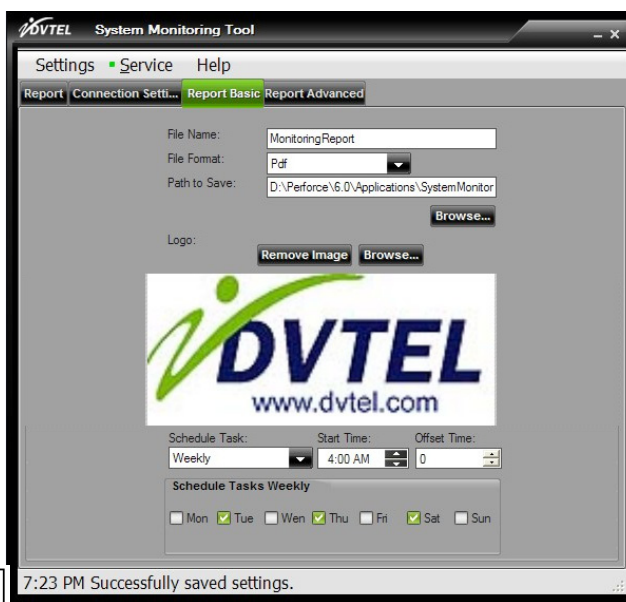 DVTEL System Monitoring Tool
Settings Service Help
Report Connection Setti... Report Basic Report Advanced
File Name: MonitoringReport
File Format: Pdf
Path to Save: D:\Perforce\6.0\Applications\SystemMonitor
Browse...
Logo:
Remove Image Browse...
DVTEL
www.dvtel.com
Schedule Task: Start Time: Offset Time:
Weekly 4:00 AM 0
Schedule Tasks Weekly
Mon Tue Wen Thu Fri Sat Sun
7:23 PM Successfully saved settings.